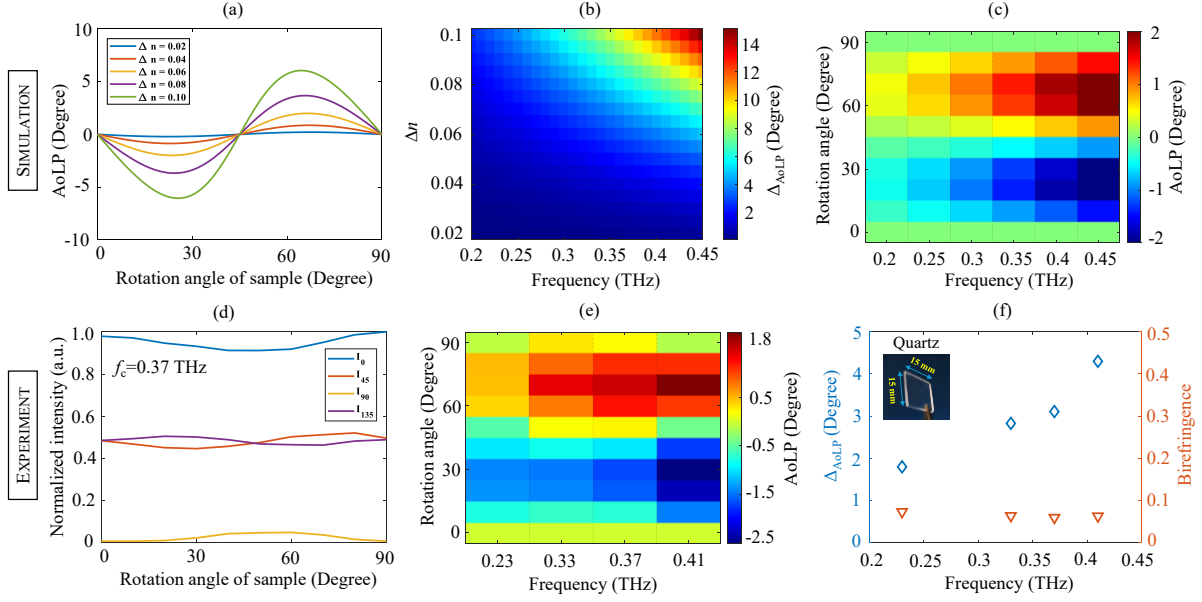 (a)
(b)
(c)
SIMULATION
AoLP (Degree)
10
5
0
-5
-10
Δ n = 0.02
Δ n = 0.04
Δ n = 0.06
Δ n = 0.08
Δ n = 0.10
0
30
60
90
Rotation angle of sample (Degree)
Δn
0.1
0.08
0.06
0.04
0.02
0.2
0.25
0.3
0.35
0.4
0.45
Frequency (THz)
14
12
10
8
6
4
2
Δ_AoLP (Degree)
Rotation angle (Degree)
90
60
30
0
0.2
0.25
0.3
0.35
0.4
0.45
Frequency (THz)
2
1
0
-1
-2
AoLP (Degree)
(d)
(e)
(f)
EXPERIMENT
Normalized intensity (a.u.)
1.0
0.8
0.6
0.4
0.2
0
f_c=0.37 THz
I_0
I_45
I_90
I_135
0
30
60
90
Rotation angle of sample (Degree)
Rotation angle (Degree)
90
60
30
0
0.23
0.33
0.37
0.41
Frequency (THz)
1.8
0.5
-0.5
-1.5
-2.5
AoLP (Degree)
Δ_AoLP (Degree)
5
4
3
2
1
0
Quartz
15 mm
15 mm
0.2
0.25
0.3
0.35
0.4
0.45
Frequency (THz)
0.5
0.4
0.3
0.2
0.1
0
Birefringence